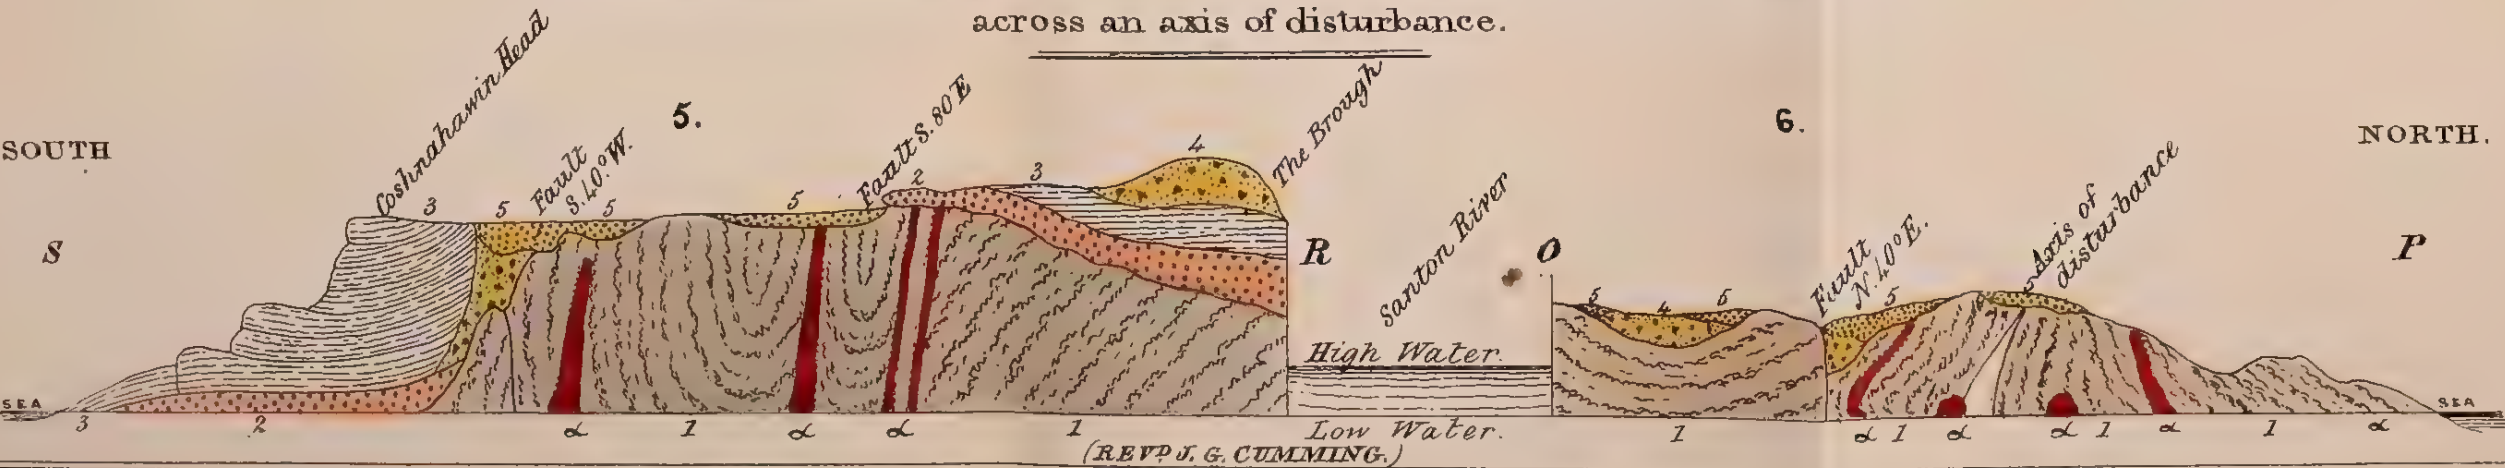 across an axis of disturbance.
5.
6.
SOUTH
NORTH.
Coshnahawin Head
Fault
S. 40.° W.
Fault S. 80 E
The Brough
Santon River
Fault
N. 40° E.
Axis of
disturbance
S
R
O
P
3
5
5
5
2
3
4
5
4
5
5
5
High Water.
SEA
SEA
3
2
α
1
α
α
1
Low Water.
1
α
1
α
α
1
α
1
α
(REVD. J. G. CUMMING.)